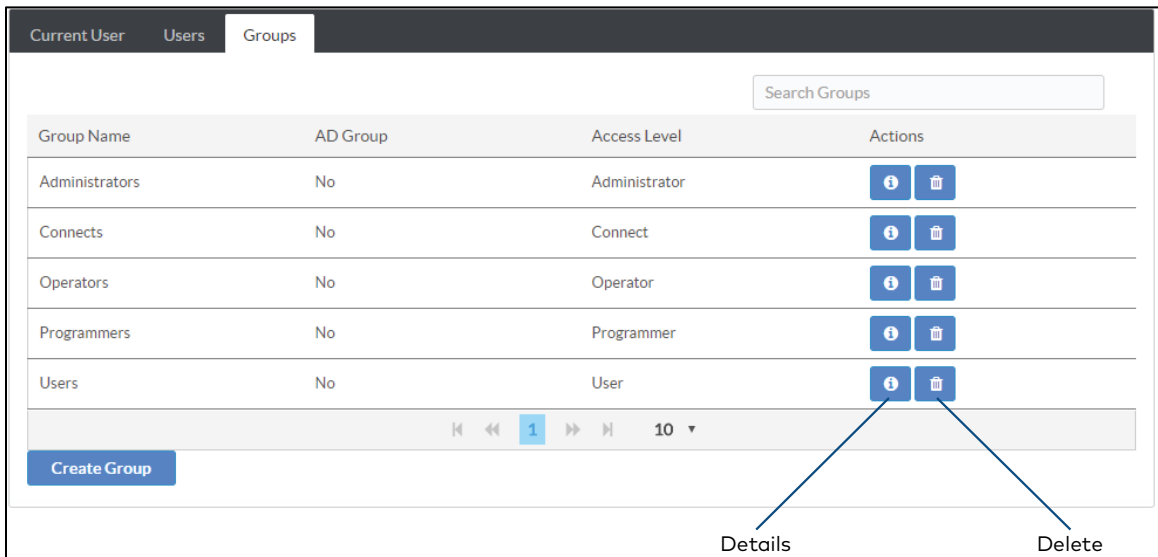 Current User Users Groups
Search Groups
Group Name AD Group Access Level Actions
Administrators No Administrator
Connects No Connect
Operators No Operator
Programmers No Programmer
Users No User
1 10
Create Group
Details Delete